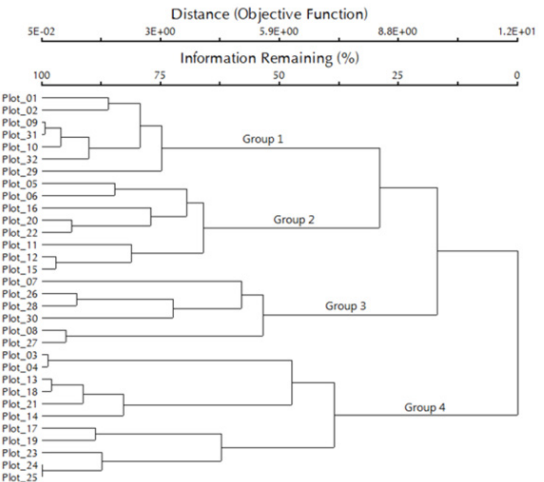 Distance (Objective Function)
5E-02 3E+00 5.9E+00 8.8E+00 1.2E+01
Information Remaining (%)
100 75 50 25 0
Plot_01
Plot_02
Plot_09
Plot_31
Plot_10
Plot_32
Plot_29
Plot_05
Plot_06
Plot_16
Plot_20
Plot_22
Plot_11
Plot_12
Plot_15
Plot_07
Plot_26
Plot_28
Plot_30
Plot_08
Plot_27
Plot_03
Plot_04
Plot_13
Plot_18
Plot_21
Plot_14
Plot_17
Plot_19
Plot_23
Plot_24
Plot_25
Group 1
Group 2
Group 3
Group 4